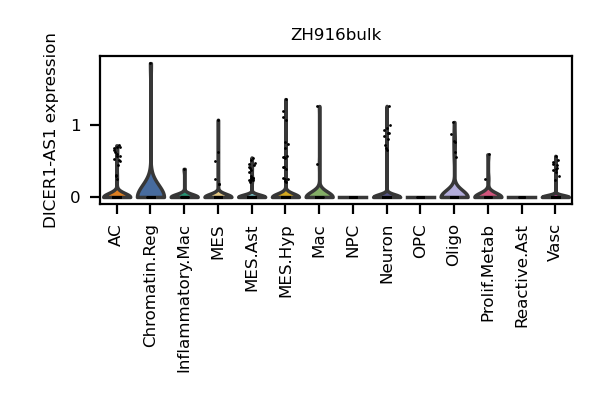 ZH916bulk
DICER1-AS1 expression
1
0
AC
Chromatin.Reg
Inflammatory.Mac
MES
MES.Ast
MES.Hyp
Mac
NPC
Neuron
OPC
Oligo
Prolif.Metab
Reactive.Ast
Vasc